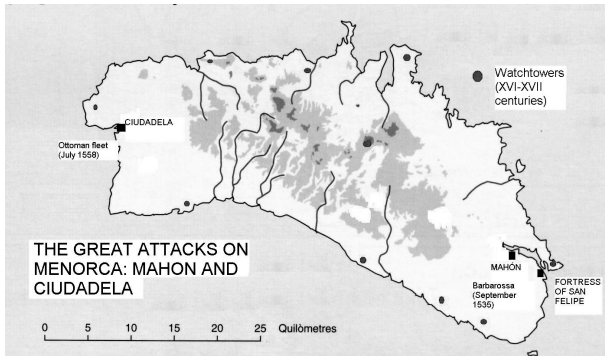 Watchtowers
(XVI-XVII
centuries)
CIUDADELA
Ottoman fleet
(July 1558)
THE GREAT ATTACKS ON
MENORCA: MAHON AND
CIUDADELA
MAHÓN
Barbarossa
(September
1535)
FORTRESS
OF SAN
FELIPE
0 5 10 15 20 25 Quilòmetres